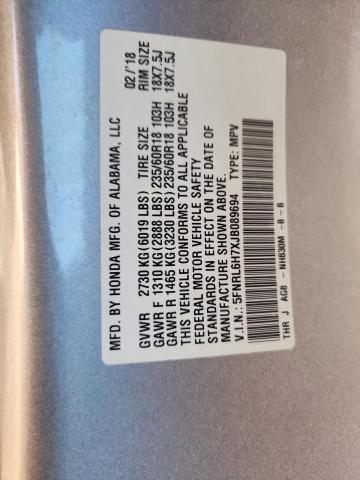 MFD. BY HONDA MFG. OF ALABAMA, LLC 02/'18
GVWR 2730 KG(6019 LBS) TIRE SIZE RIM SIZE
GAWR F 1310 KG(2888 LBS)235/60R18 103H 18X7.5J
GAWR R 1465 KG(3230 LBS)235/60R18 103H 18X7.5J
THIS VEHICLE CONFORMS TO ALL APPLICABLE
FEDERAL MOTOR VEHICLE SAFETY
STANDARDS IN EFFECT ON THE DATE OF
MANUFACTURE SHOWN ABOVE.
V.I.N.: 5FNRL6H7XJB089694 TYPE: MPV
THR J AG8 - NH830M -B -B